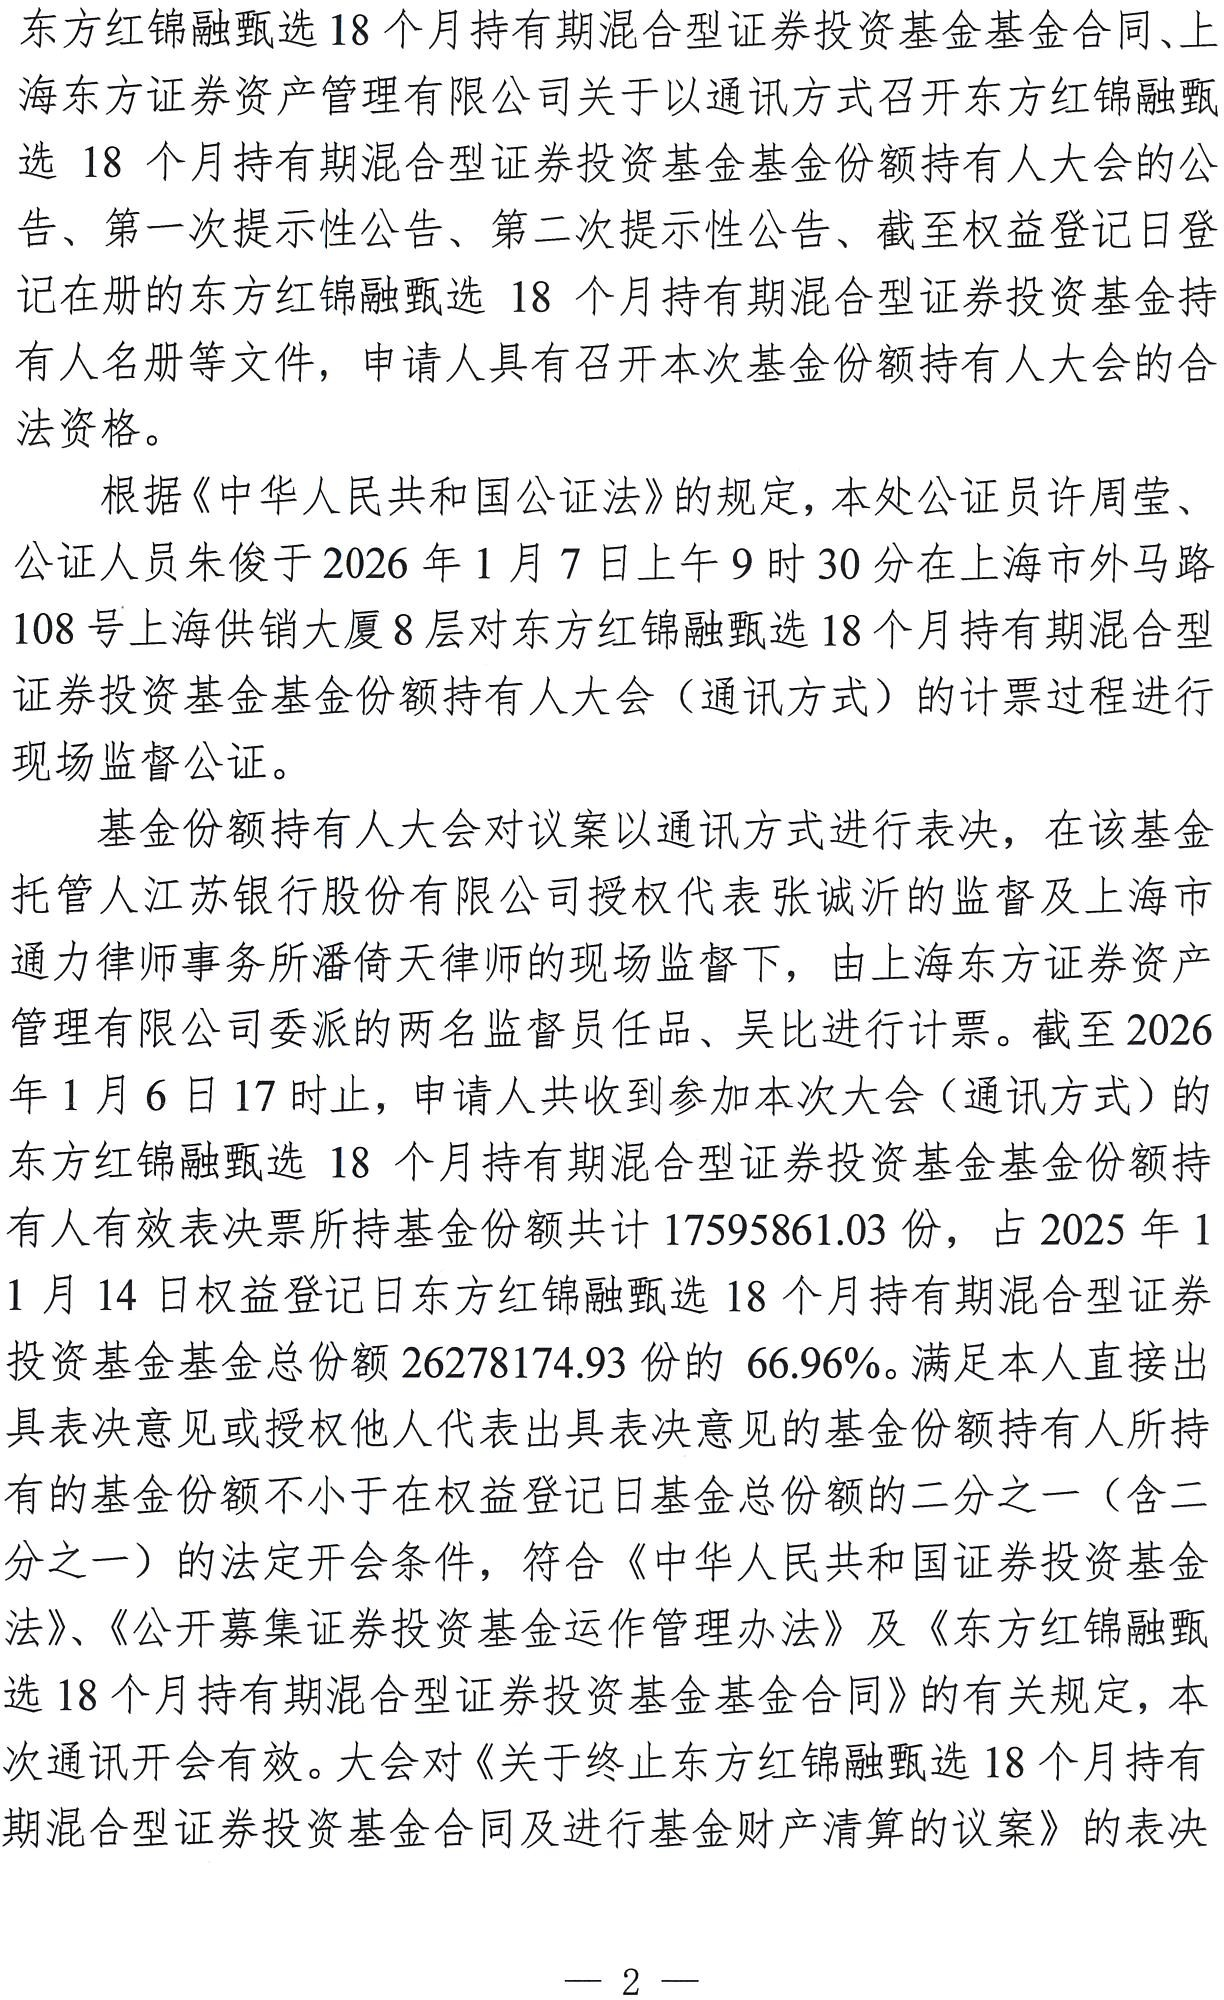 东方红锦融甄选18个月持有期混合型证券投资基金基金合同、上
海东方证券资产管理有限公司关于以通讯方式召开东方红锦融甄
选 18 个月持有期混合型证券投资基金基金份额持有人大会的公
告、第一次提示性公告、第二次提示性公告、截至权益登记日登
记在册的东方红锦融甄选 18 个月持有期混合型证券投资基金持
有人名册等文件，申请人具有召开本次基金份额持有人大会的合
法资格。
根据《中华人民共和国公证法》的规定，本处公证员许周莹、
公证人员朱俊于2026年1月7日上午9时30分在上海市外马路
108号上海供销大厦8层对东方红锦融甄选18个月持有期混合型
证券投资基金基金份额持有人大会（通讯方式）的计票过程进行
现场监督公证。
基金份额持有人大会对议案以通讯方式进行表决，在该基金
托管人江苏银行股份有限公司授权代表张诚沂的监督及上海市
通力律师事务所潘倚天律师的现场监督下，由上海东方证券资产
管理有限公司委派的两名监督员任品、吴比进行计票。截至2026
年1月6日17时止，申请人共收到参加本次大会（通讯方式）的
东方红锦融甄选 18 个月持有期混合型证券投资基金基金份额持
有人有效表决票所持基金份额共计17595861.03份，占2025年1
1月14日权益登记日东方红锦融甄选18个月持有期混合型证券
投资基金基金总份额26278174.93份的 66.96%。满足本人直接出
具表决意见或授权他人代表出具表决意见的基金份额持有人所持
有的基金份额不小于在权益登记日基金总份额的二分之一（含二
分之一）的法定开会条件，符合《中华人民共和国证券投资基金
法》、《公开募集证券投资基金运作管理办法》及《东方红锦融甄
选18个月持有期混合型证券投资基金基金合同》的有关规定，本
次通讯开会有效。大会对《关于终止东方红锦融甄选18个月持有
期混合型证券投资基金合同及进行基金财产清算的议案》的表决
— 2 —